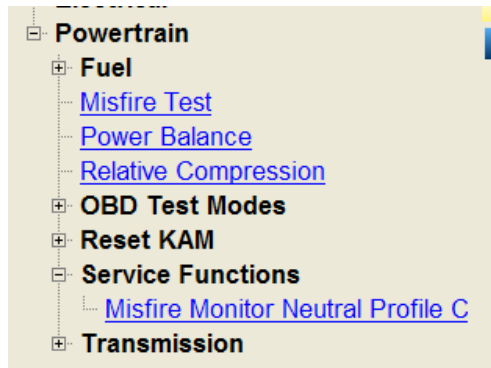 Powertrain
Fuel
Misfire Test
Power Balance
Relative Compression
OBD Test Modes
Reset KAM
Service Functions
Misfire Monitor Neutral Profile C
Transmission